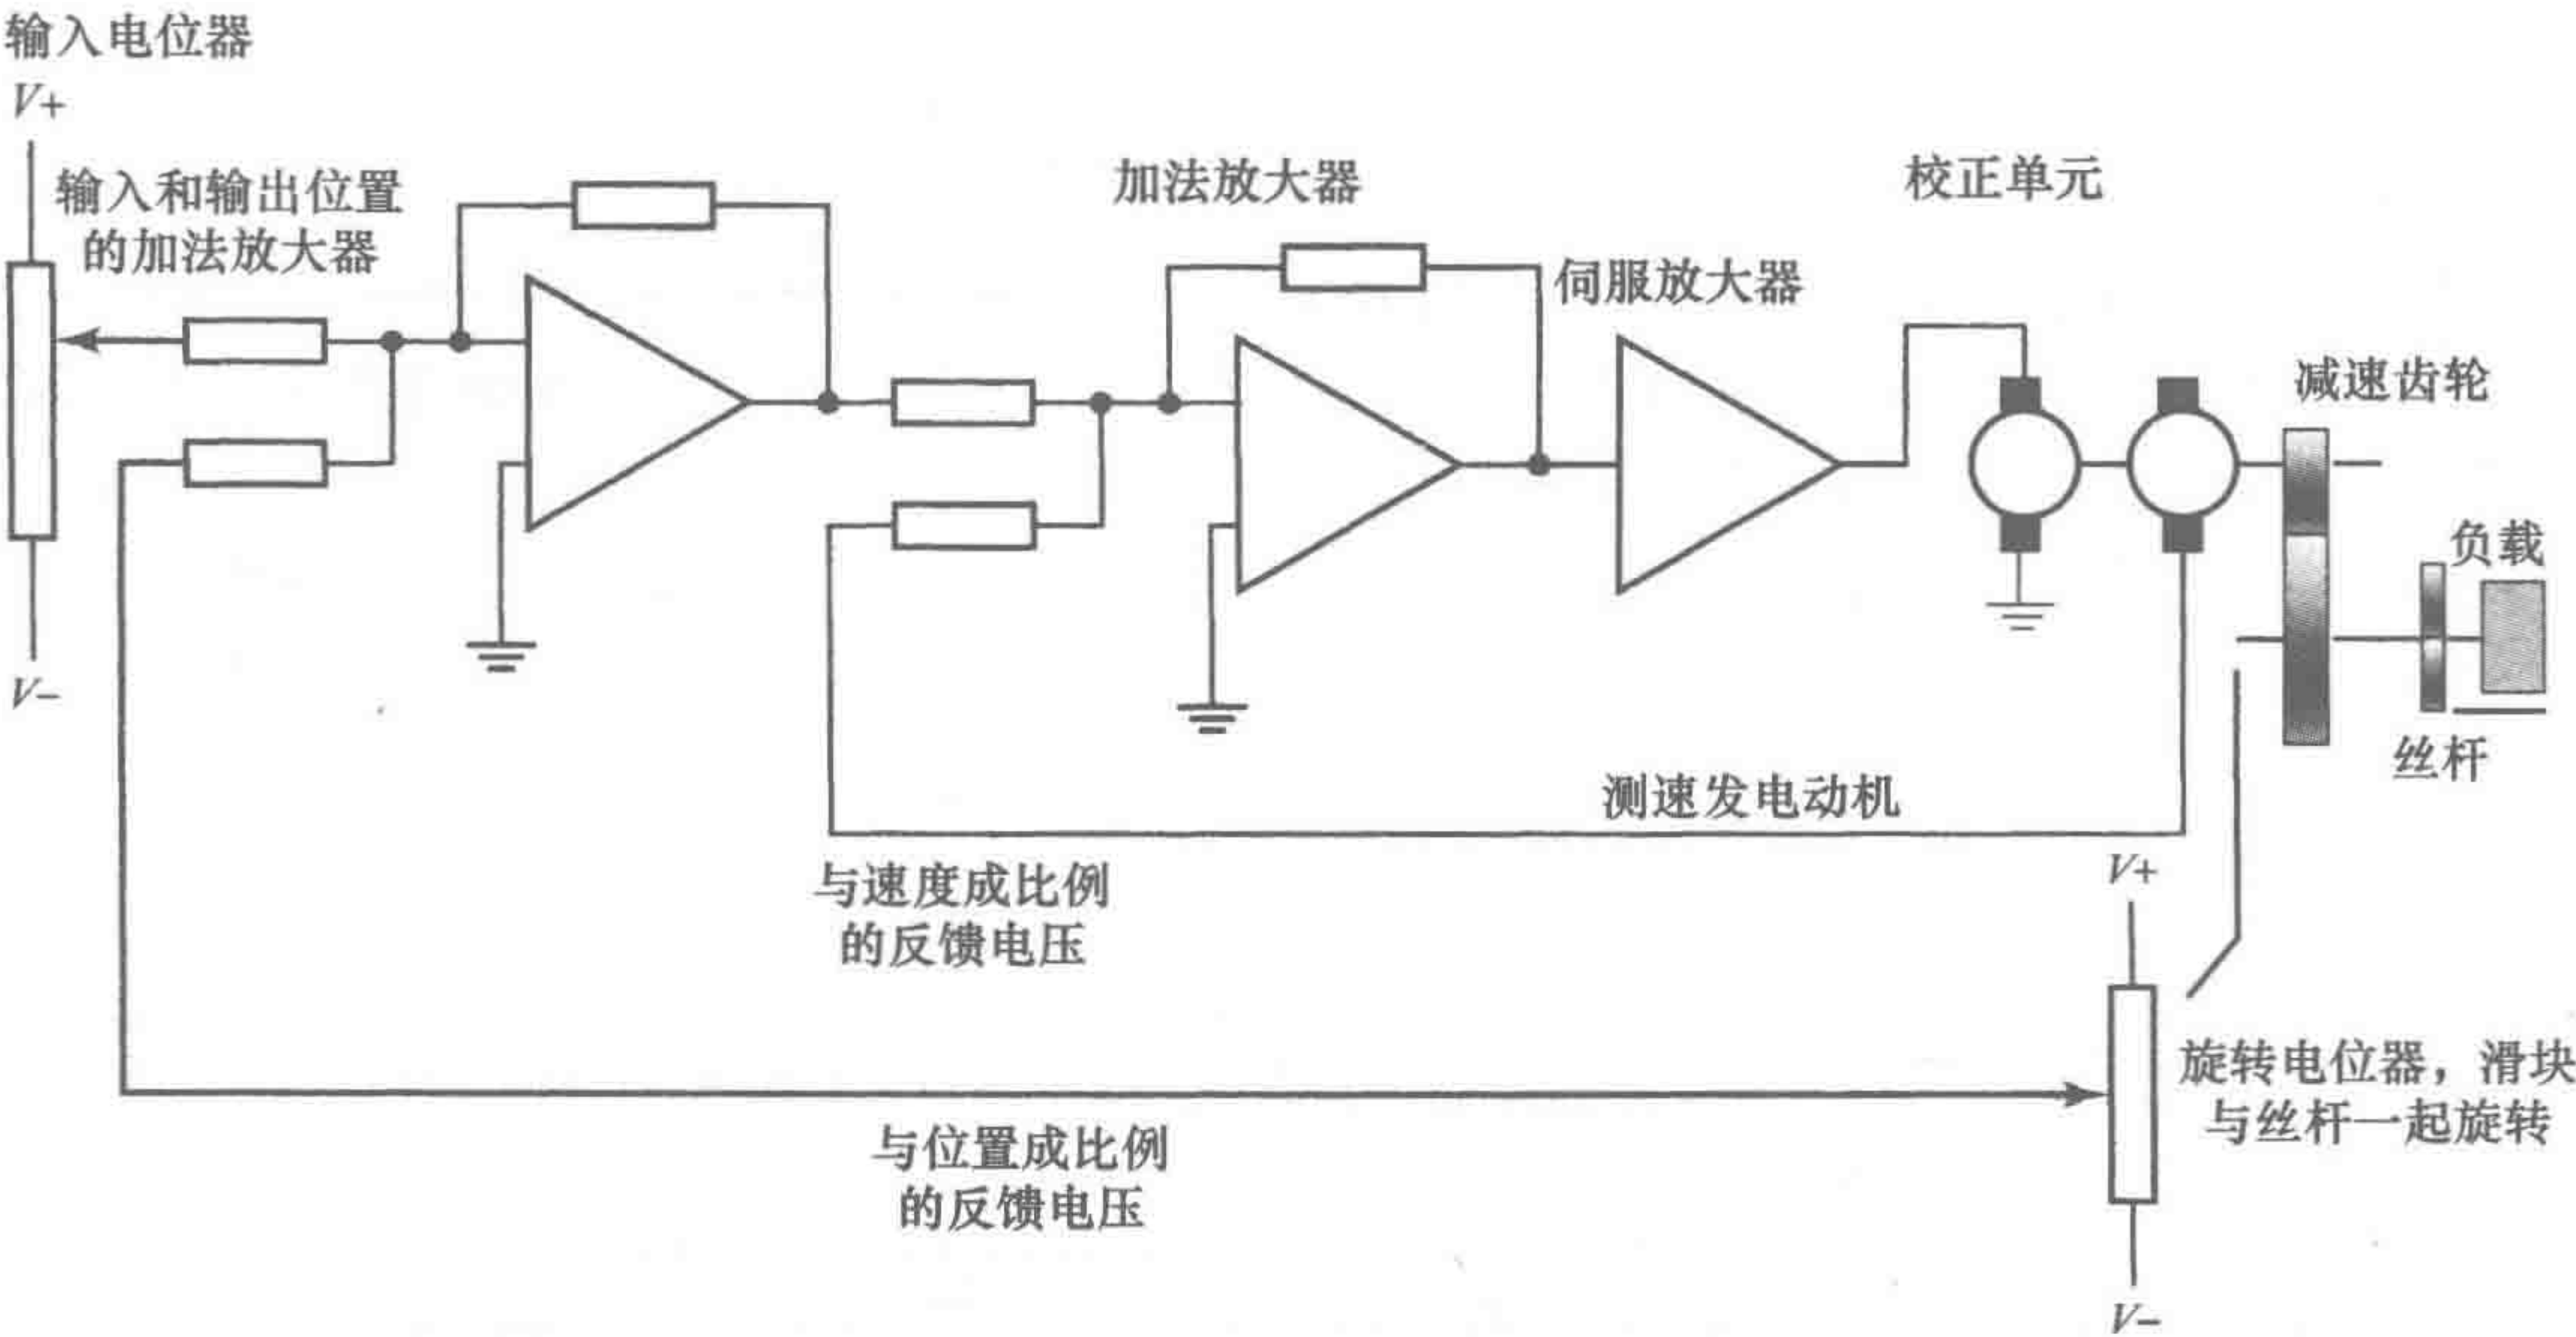 输入电位器
V+
输入和输出位置
的加法放大器
V−
加法放大器
伺服放大器
校正单元
减速齿轮
负载
丝杆
测速发电动机
与速度成比例
的反馈电压
V+
旋转电位器，滑块
与丝杆一起旋转
V−
与位置成比例
的反馈电压